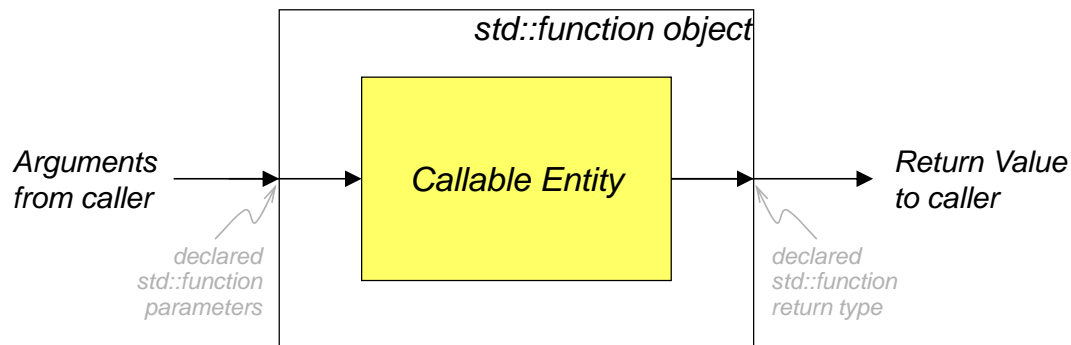 std::function object
Arguments
from caller
Callable Entity
Return Value
to caller
declared
std::function
parameters
declared
std::function
return type